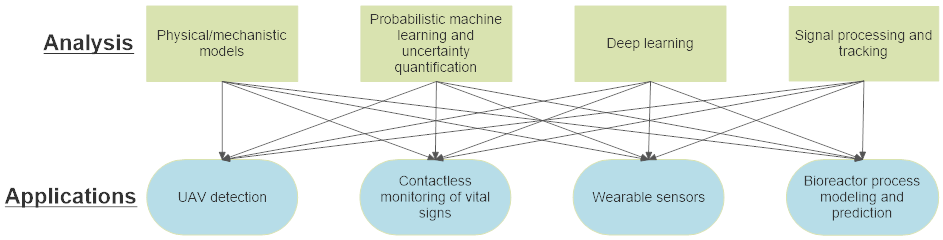 Analysis
Physical/mechanistic
models
Probabilistic machine
learning and
uncertainty
quantification
Deep learning
Signal processing and
tracking
Applications
UAV detection
Contactless
monitoring of vital
signs
Wearable sensors
Bioreactor process
modeling and
prediction